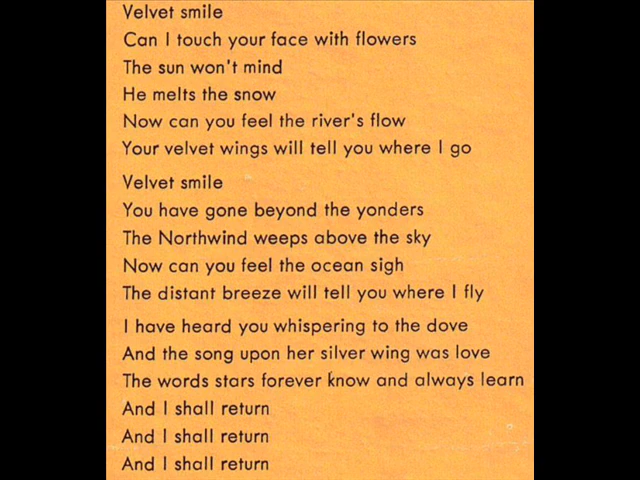 Velvet smile
Can I touch your face with flowers
The sun won't mind
He melts the snow
Now can you feel the river's flow
Your velvet wings will tell you where I go
Velvet smile
You have gone beyond the yonders
The Northwind weeps above the sky
Now can you feel the ocean sigh
The distant breeze will tell you where I fly
I have heard you whispering to the dove
And the song upon her silver wing was love
The words stars forever know and always learn
And I shall return
And I shall return
And I shall return